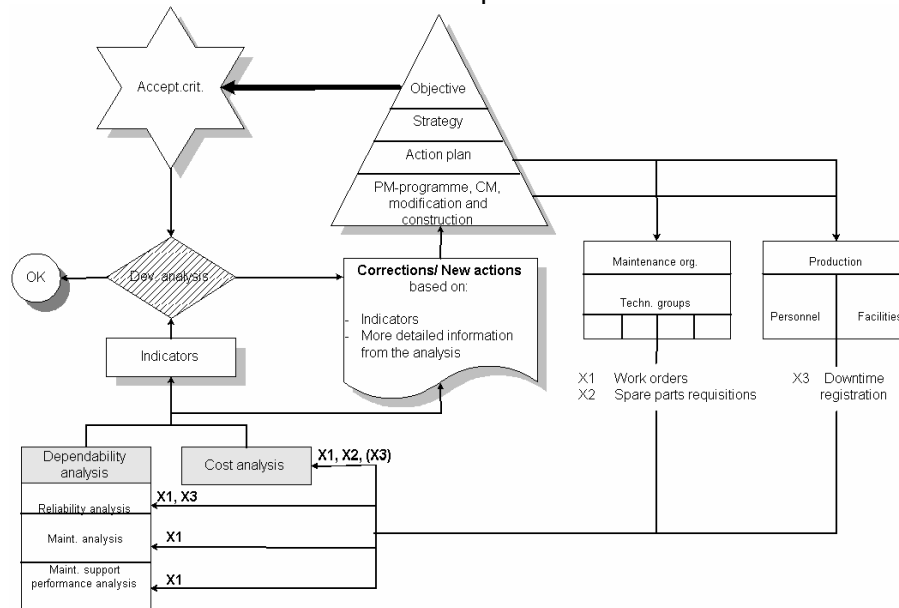 Accept.crit.
Objective
Strategy
Action plan
PM-programme, CM,
modification and
construction
OK
Dev. analysis
Corrections/ New actions
based on:
- Indicators
- More detailed information
from the analysis
Maintenance org.
Techn. groups
Production
Personnel
Facilities
Indicators
X1 Work orders
X2 Spare parts requisitions
X3 Downtime
registration
Dependability
analysis
Cost analysis
X1, X2, (X3)
Reliability analysis
X1, X3
Maint. analysis
X1
Maint. support
performance analysis
X1